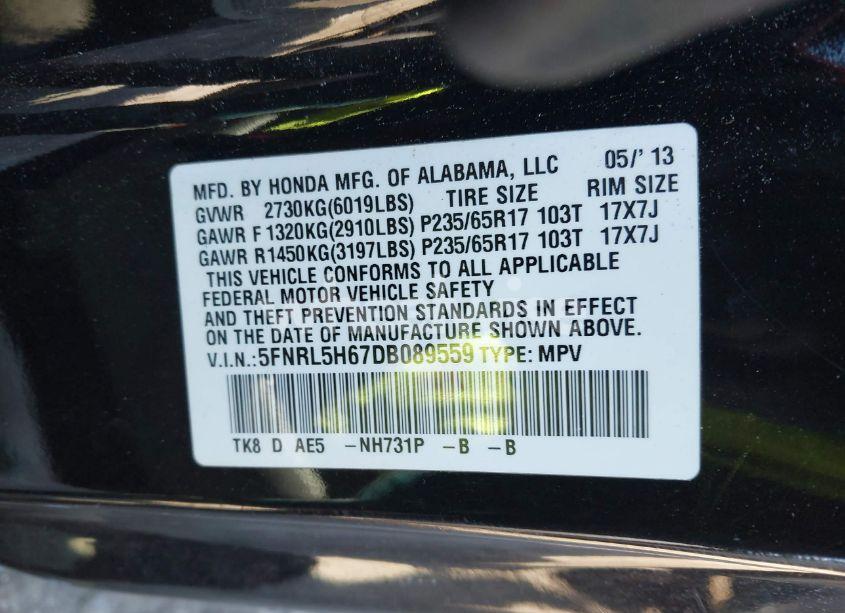 MFD. BY HONDA MFG. OF ALABAMA, LLC 05/' 13
GVWR 2730KG(6019LBS) TIRE SIZE RIM SIZE
GAWR F 1320KG(2910LBS) P235/65R17 103T 17X7J
GAWR R1450KG(3197LBS) P235/65R17 103T 17X7J
THIS VEHICLE CONFORMS TO ALL APPLICABLE
FEDERAL MOTOR VEHICLE SAFETY
AND THEFT PREVENTION STANDARDS IN EFFECT
ON THE DATE OF MANUFACTURE SHOWN ABOVE.
V.I.N.:5FNRL5H67DB089559 TYPE: MPV
TK8 D AE5 -NH731P -B -B